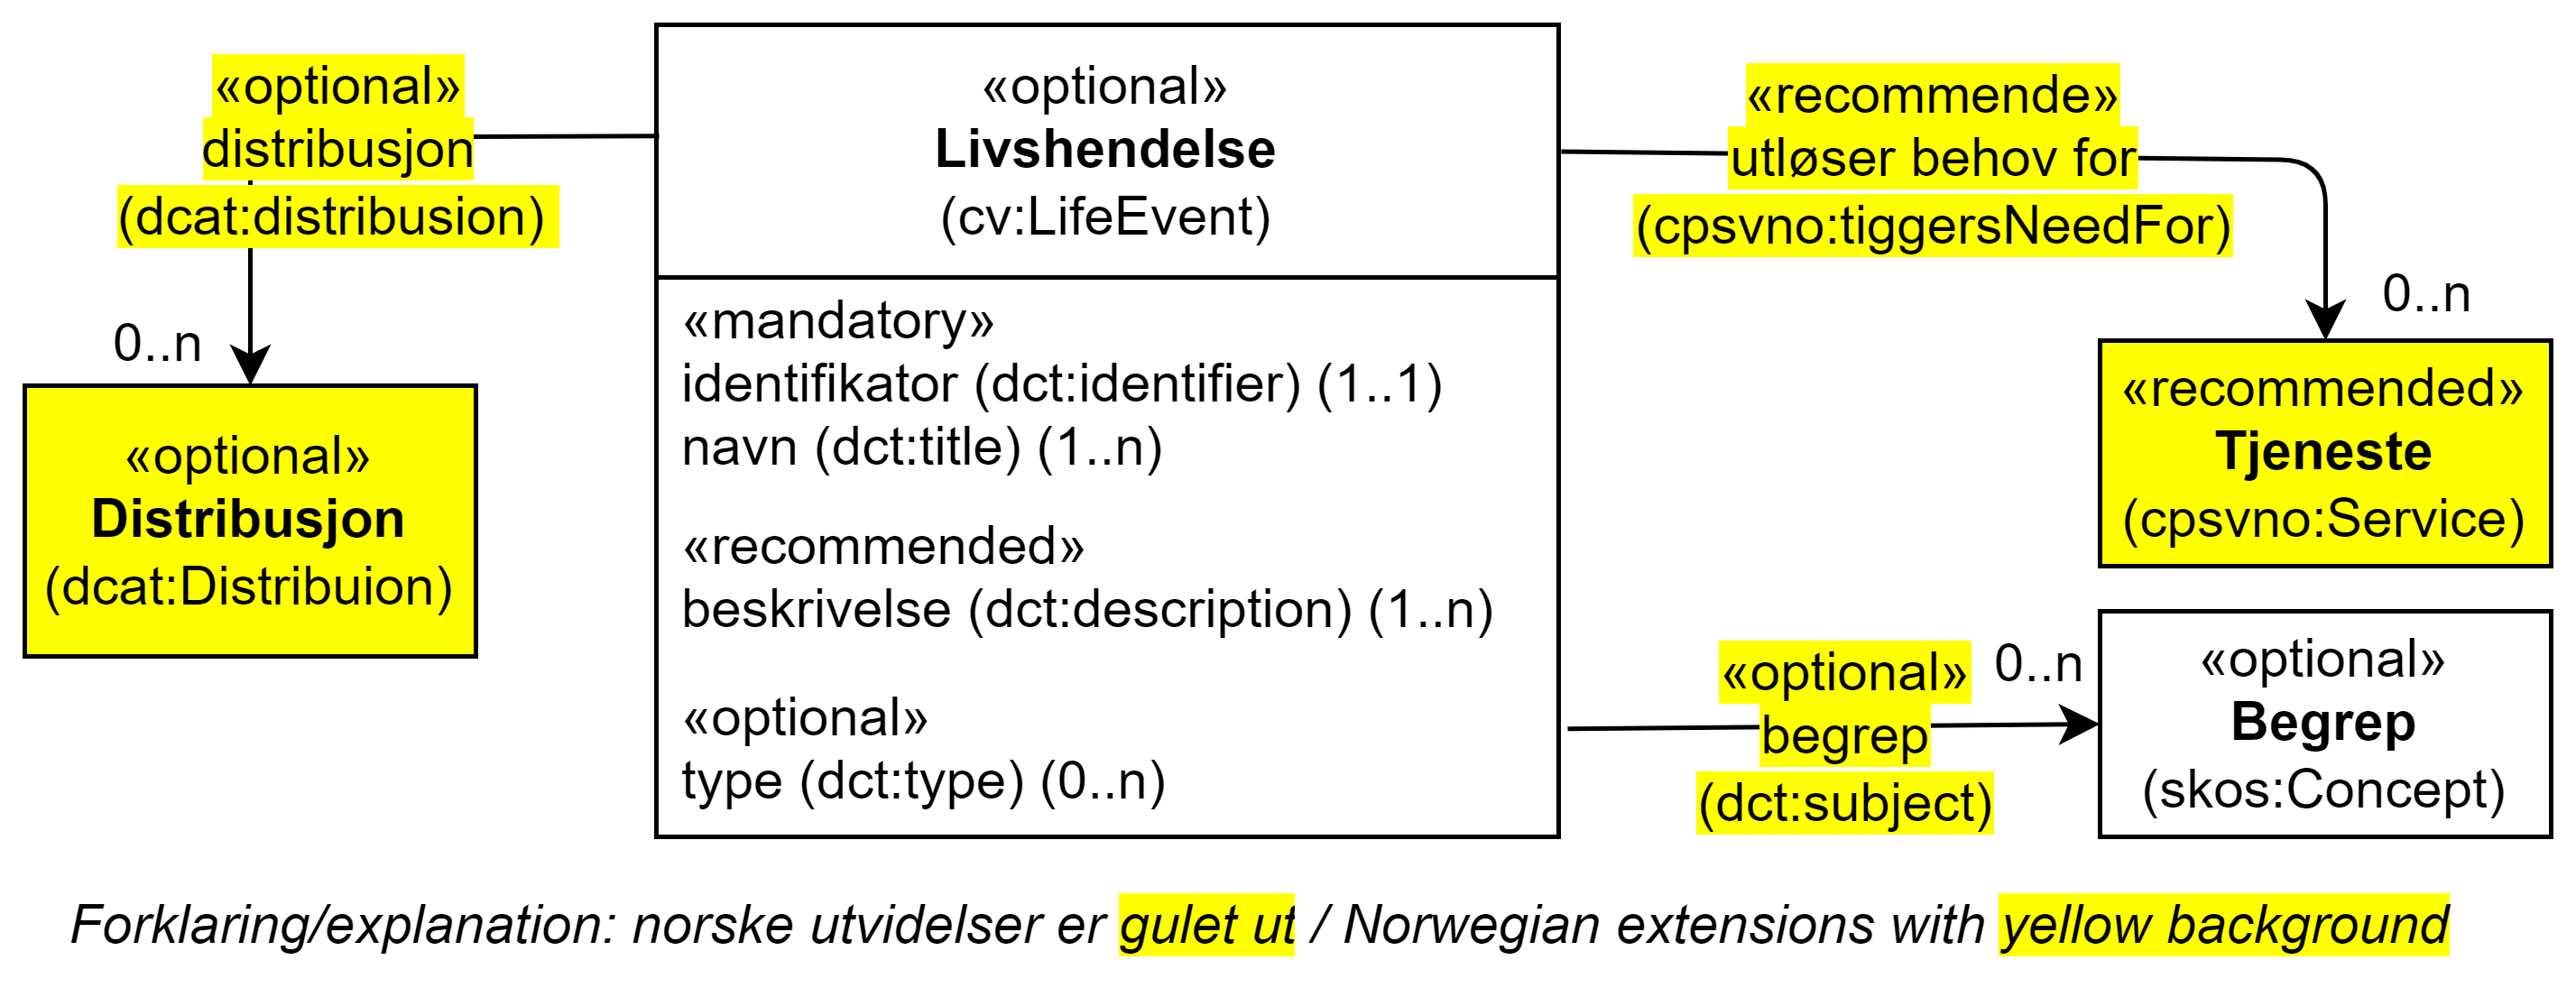 «optional»
distribusjon
(dcat:distribusion)
0..n
«optional»
Distribusjon
(dcat:Distribuion)
«optional»
Livshendelse
(cv:LifeEvent)
«mandatory»
identifikator (dct:identifier) (1..1)
navn (dct:title) (1..n)
«recommended»
beskrivelse (dct:description) (1..n)
«optional»
type (dct:type) (0..n)
«recommende»
utløser behov for
(cpsvno:tiggersNeedFor)
0..n
«recommended»
Tjeneste
(cpsvno:Service)
«optional»
begrep
(dct:subject)
0..n
«optional»
Begrep
(skos:Concept)
Forklaring/explanation: norske utvidelser er gulet ut / Norwegian extensions with yellow background